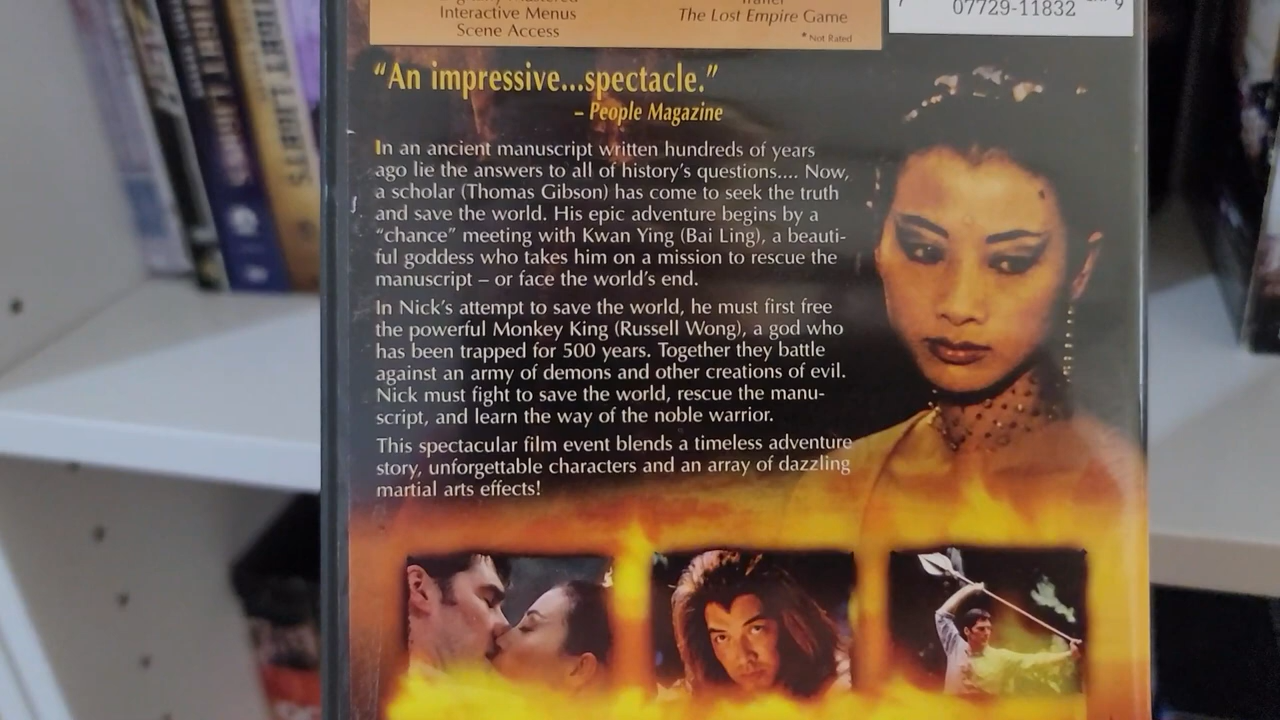 Interactive Menus
Scene Access
Trailer
The Lost Empire Game
*Not Rated
07729-11832
9
"An impressive...spectacle."
– People Magazine
In an ancient manuscript written hundreds of years
ago lie the answers to all of history's questions.... Now,
a scholar (Thomas Gibson) has come to seek the truth
and save the world. His epic adventure begins by a
"chance" meeting with Kwan Ying (Bai Ling), a beauti-
ful goddess who takes him on a mission to rescue the
manuscript – or face the world's end.
In Nick's attempt to save the world, he must first free
the powerful Monkey King (Russell Wong), a god who
has been trapped for 500 years. Together they battle
against an army of demons and other creations of evil.
Nick must fight to save the world, rescue the manu-
script, and learn the way of the noble warrior.
This spectacular film event blends a timeless adventure
story, unforgettable characters and an array of dazzling
martial arts effects!